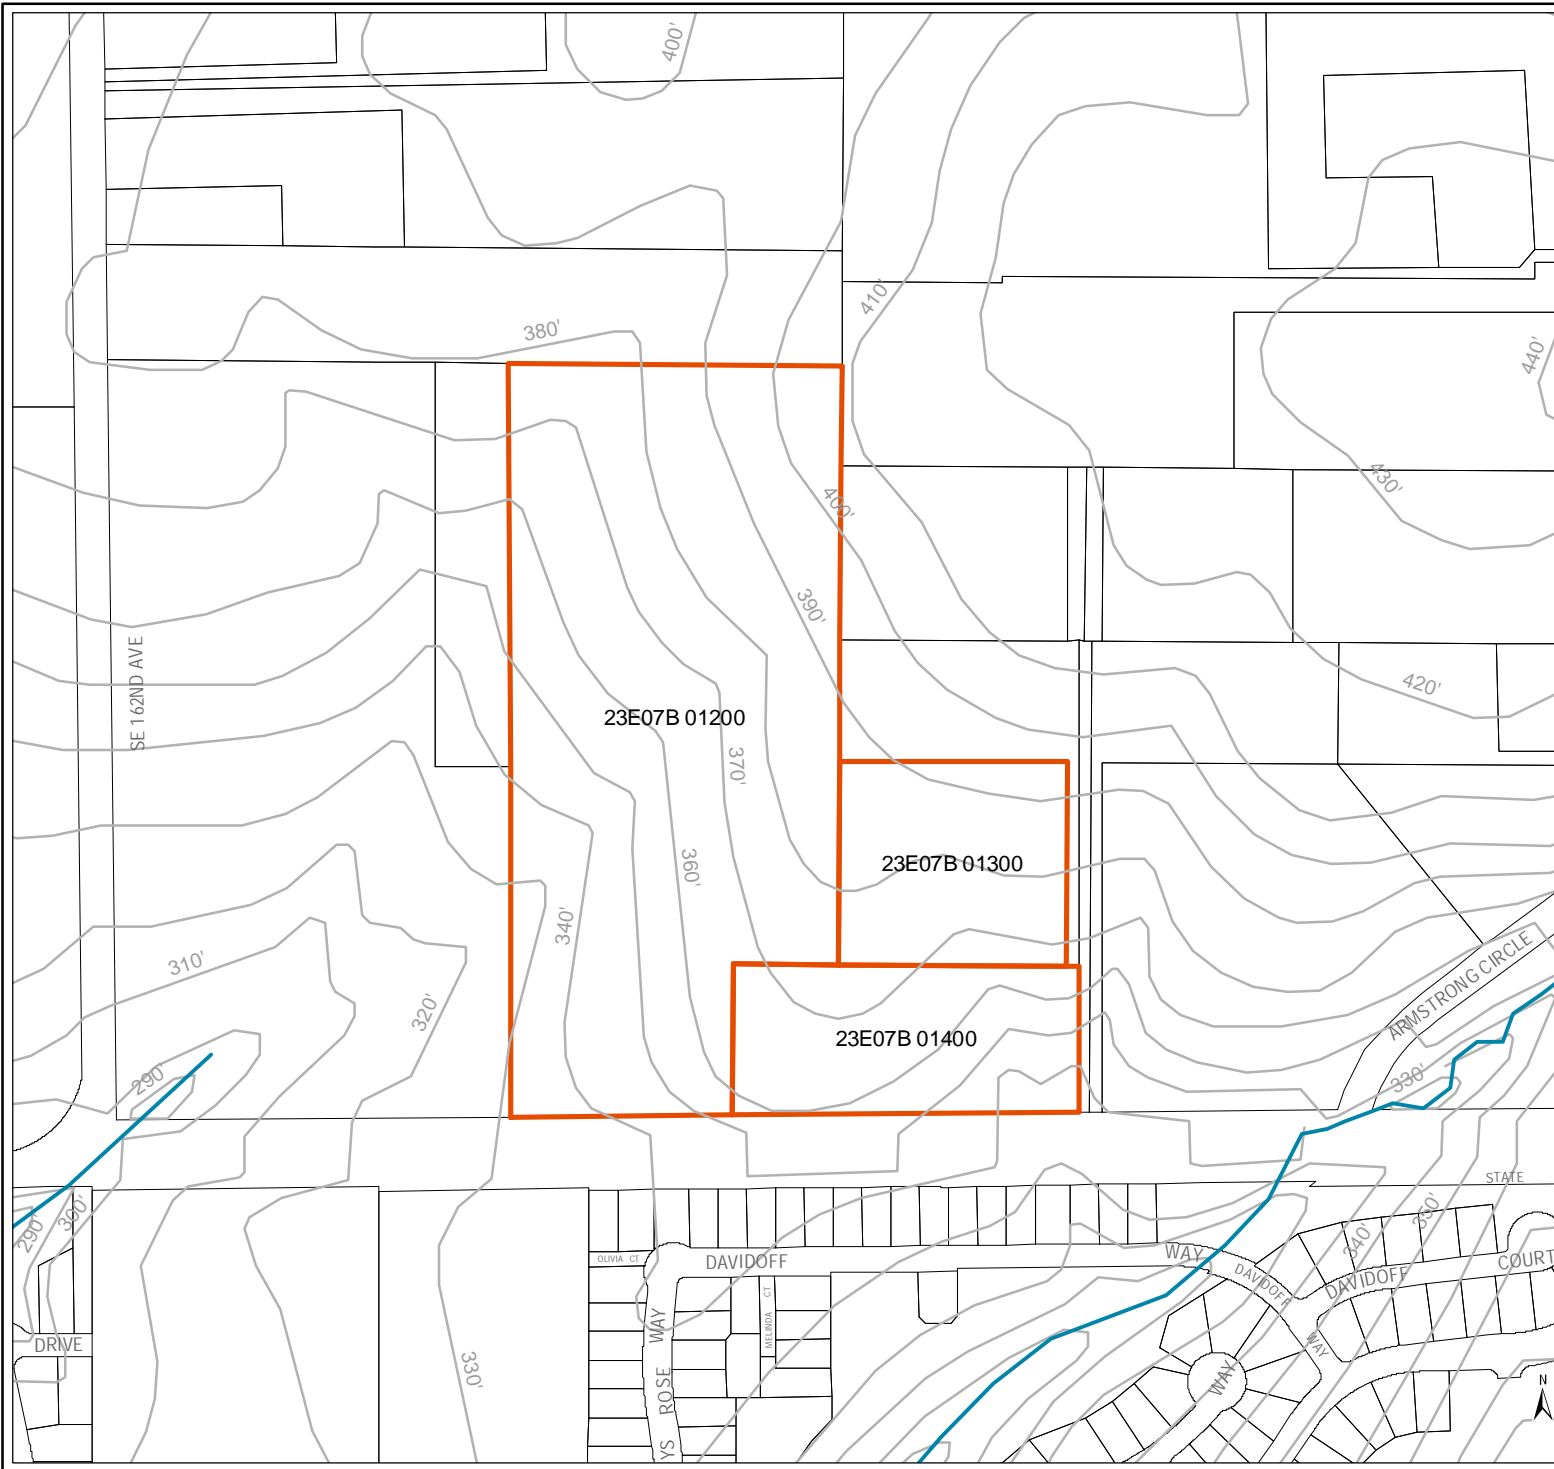 400'
410'
380'
440'
430'
400'
390'
SE 162ND AVE
420'
23E07B 01200
370'
360'
23E07B 01300
340'
310'
320'
ARMSTRONG CIRCLE
23E07B 01400
290'
330'
STATE
290'
300'
350'
340'
OLIVIA CT
DAVIDOFF
WAY
DAVIDOFF
DAVIDOFF
COURT
MELINDA CT
WAY
DRIVE
330'
YS ROSE WAY
WAY
N